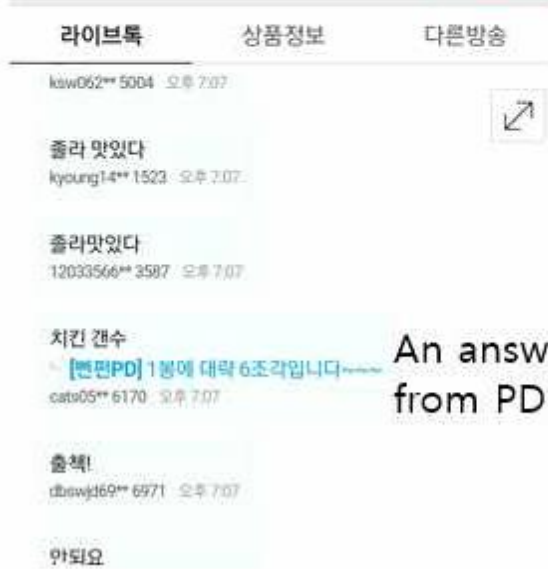 라이브톡 상품정보 다른방송
ksw062** 5004 오후 7:07
졸라 맛있다
kyoung14** 1523 오후 7:07
졸라맛있다
12033566** 3587 오후 7:07
치킨 갠수
[뻔펀PD] 1봉에 대략 6조각입니다~~~
An answ
cats05** 6170 오후 7:07
from PD
출첵!
dbswjd69** 6971 오후 7:07
안되요